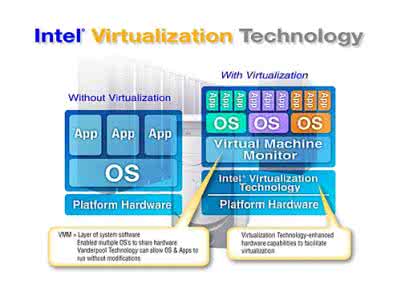 Intel® Virtualization Technology
With Virtualization
Without Virtualization
App App App
OS
Platform Hardware
App App App App App App App App App
OS OS OS
Virtual Machine
Monitor
Intel® Virtualization
Technology
Platform Hardware
VMM = Layer of system software
Enabled multiple OS's to share hardware
Vanderpool Technology can allow OS & Apps to
run without modifications
Virtualization Technology-enhanced
hardware capabilities to facilitate
virtualization